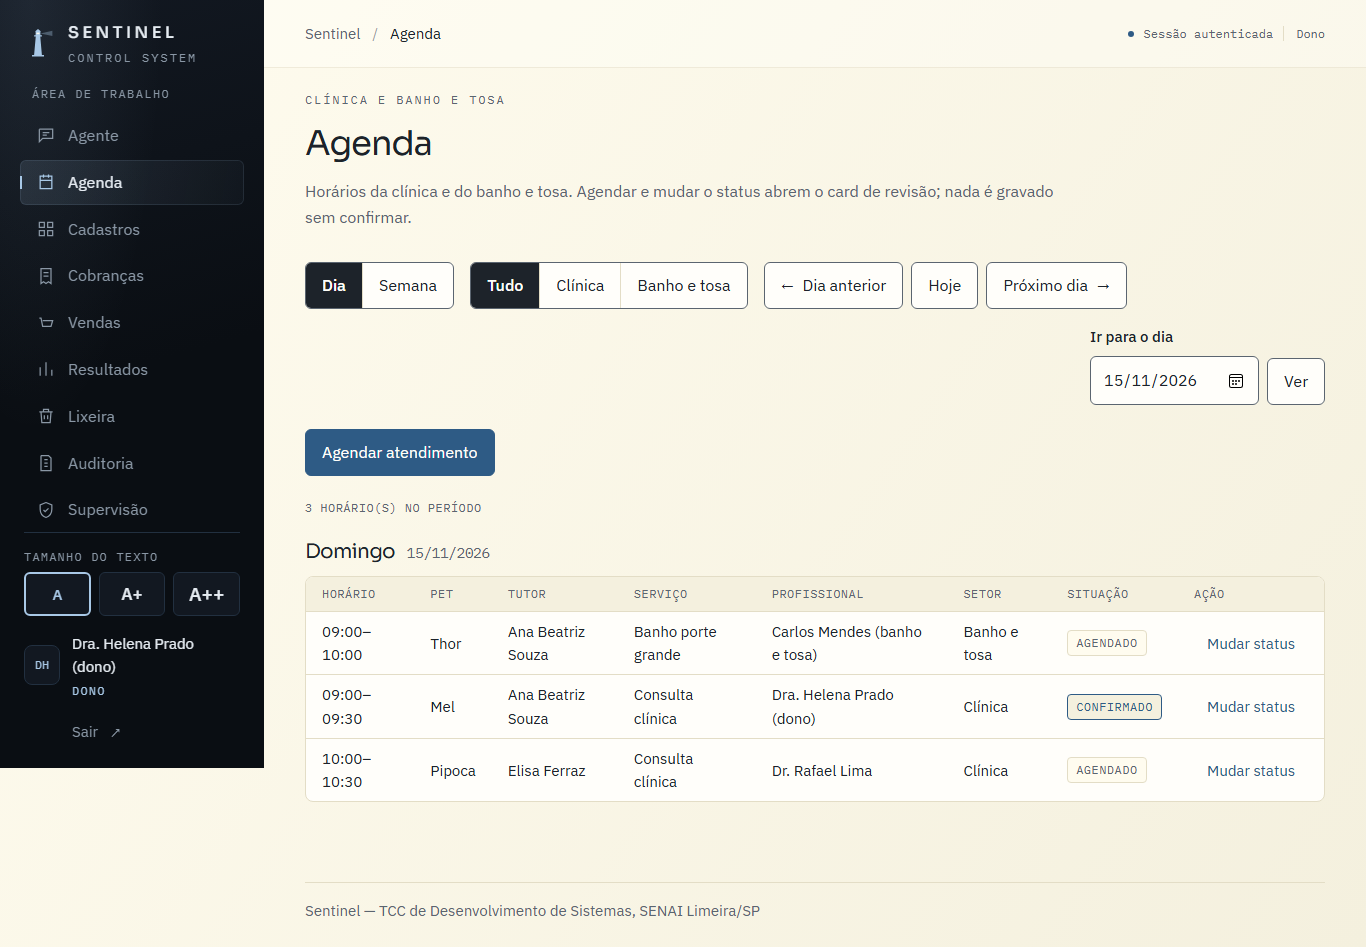 SENTINEL
CONTROL SYSTEM
ÁREA DE TRABALHO
Agente
Agenda
Cadastros
Cobranças
Vendas
Resultados
Lixeira
Auditoria
Supervisão
TAMANHO DO TEXTO
A A+ A++
DH
Dra. Helena Prado
(dono)
DONO
Sair ↗
Sentinel / Agenda
Sessão autenticada Dono
CLÍNICA E BANHO E TOSA
Agenda
Horários da clínica e do banho e tosa. Agendar e mudar o status abrem o card de revisão; nada é gravado
sem confirmar.
Dia Semana Tudo Clínica Banho e tosa ← Dia anterior Hoje Próximo dia →
Ir para o dia
15/11/2026 Ver
Agendar atendimento
3 HORÁRIO(S) NO PERÍODO
Domingo 15/11/2026
HORÁRIO PET TUTOR SERVIÇO PROFISSIONAL SETOR SITUAÇÃO AÇÃO
09:00– Ana Beatriz Banho porte Carlos Mendes (banho Banho e
Thor AGENDADO Mudar status
10:00 Souza grande e tosa) tosa
09:00– Ana Beatriz Consulta Dra. Helena Prado
Mel Clínica CONFIRMADO Mudar status
09:30 Souza clínica (dono)
10:00– Consulta
Pipoca Elisa Ferraz Dr. Rafael Lima Clínica AGENDADO Mudar status
10:30 clínica
Sentinel — TCC de Desenvolvimento de Sistemas, SENAI Limeira/SP